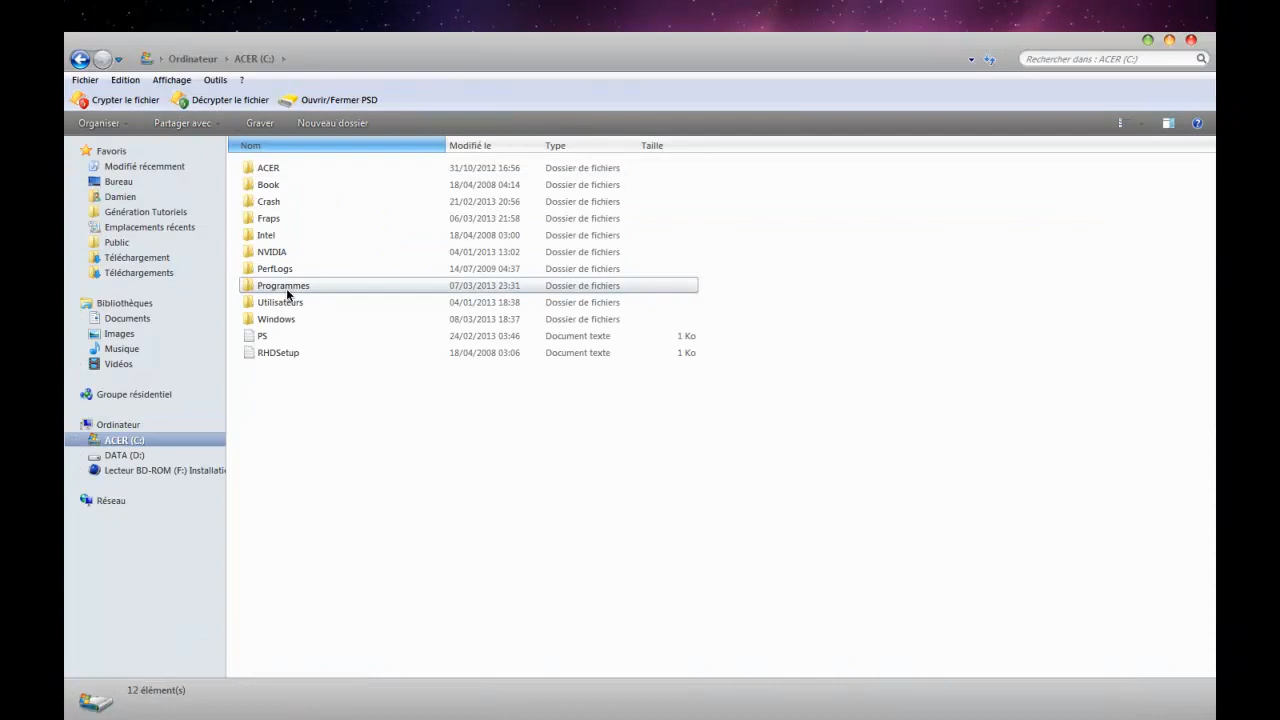 Ordinateur ACER (C:)
Rechercher dans : ACER (C:)
Fichier Edition Affichage Outils ?
Crypter le fichier Décrypter le fichier Ouvrir/Fermer PSD
Organiser Partager avec Graver Nouveau dossier
Favoris
Modifié récemment
Bureau
Damien
Génération Tutoriels
Emplacements récents
Public
Téléchargement
Téléchargements
Bibliothèques
Documents
Images
Musique
Vidéos
Groupe résidentiel
Ordinateur
ACER (C:)
DATA (D:)
Lecteur BD-ROM (F:) Installati
Réseau
Nom Modifié le Type Taille
ACER 31/10/2012 16:56 Dossier de fichiers
Book 18/04/2008 04:14 Dossier de fichiers
Crash 21/02/2013 20:56 Dossier de fichiers
Fraps 06/03/2013 21:58 Dossier de fichiers
Intel 18/04/2008 03:00 Dossier de fichiers
NVIDIA 04/01/2013 13:02 Dossier de fichiers
PerfLogs 14/07/2009 04:37 Dossier de fichiers
Programmes 07/03/2013 23:31 Dossier de fichiers
Utilisateurs 04/01/2013 18:38 Dossier de fichiers
Windows 08/03/2013 18:37 Dossier de fichiers
PS 24/02/2013 03:46 Document texte 1 Ko
RHDSetup 18/04/2008 03:06 Document texte 1 Ko
12 élément(s)